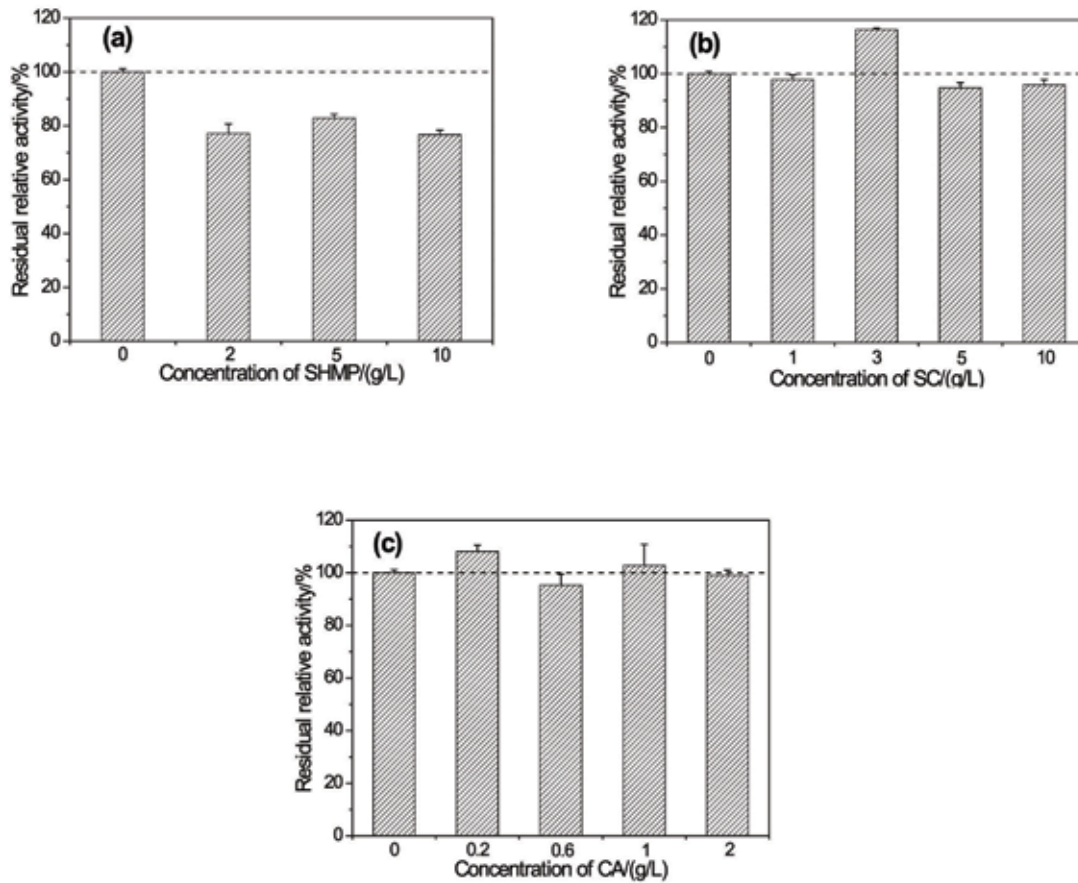 (a)
Residual relative activity/%
120
100
80
60
40
20
0
0 2 5 10
Concentration of SHMP/(g/L)
(b)
Residual relative activity/%
120
100
80
60
40
20
0
0 1 3 5 10
Concentration of SC/(g/L)
(c)
Residual relative activity/%
120
100
80
60
40
20
0
0 0.2 0.6 1 2
Concentration of CA/(g/L)